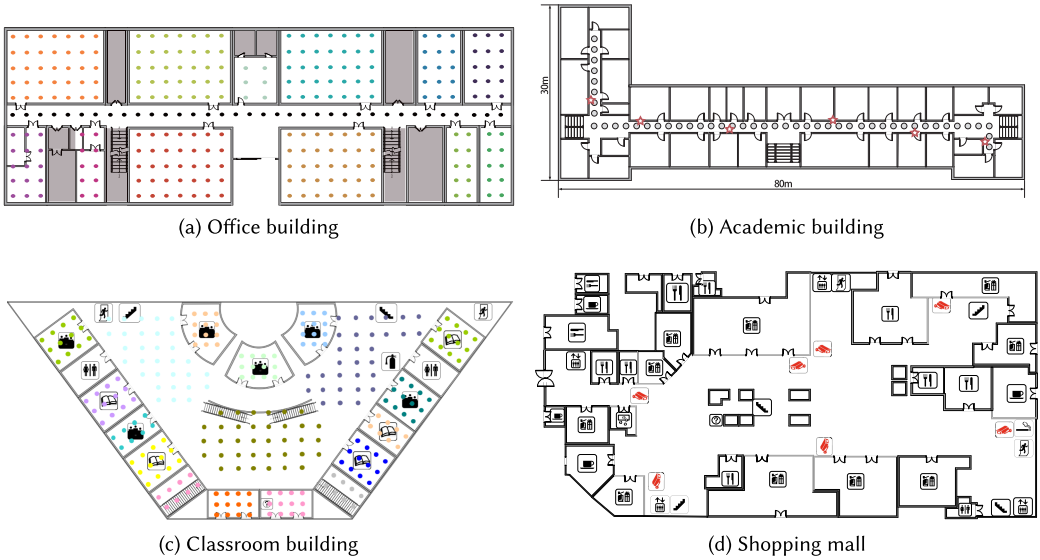 30m
80m
(a) Office building
(b) Academic building
(c) Classroom building
(d) Shopping mall